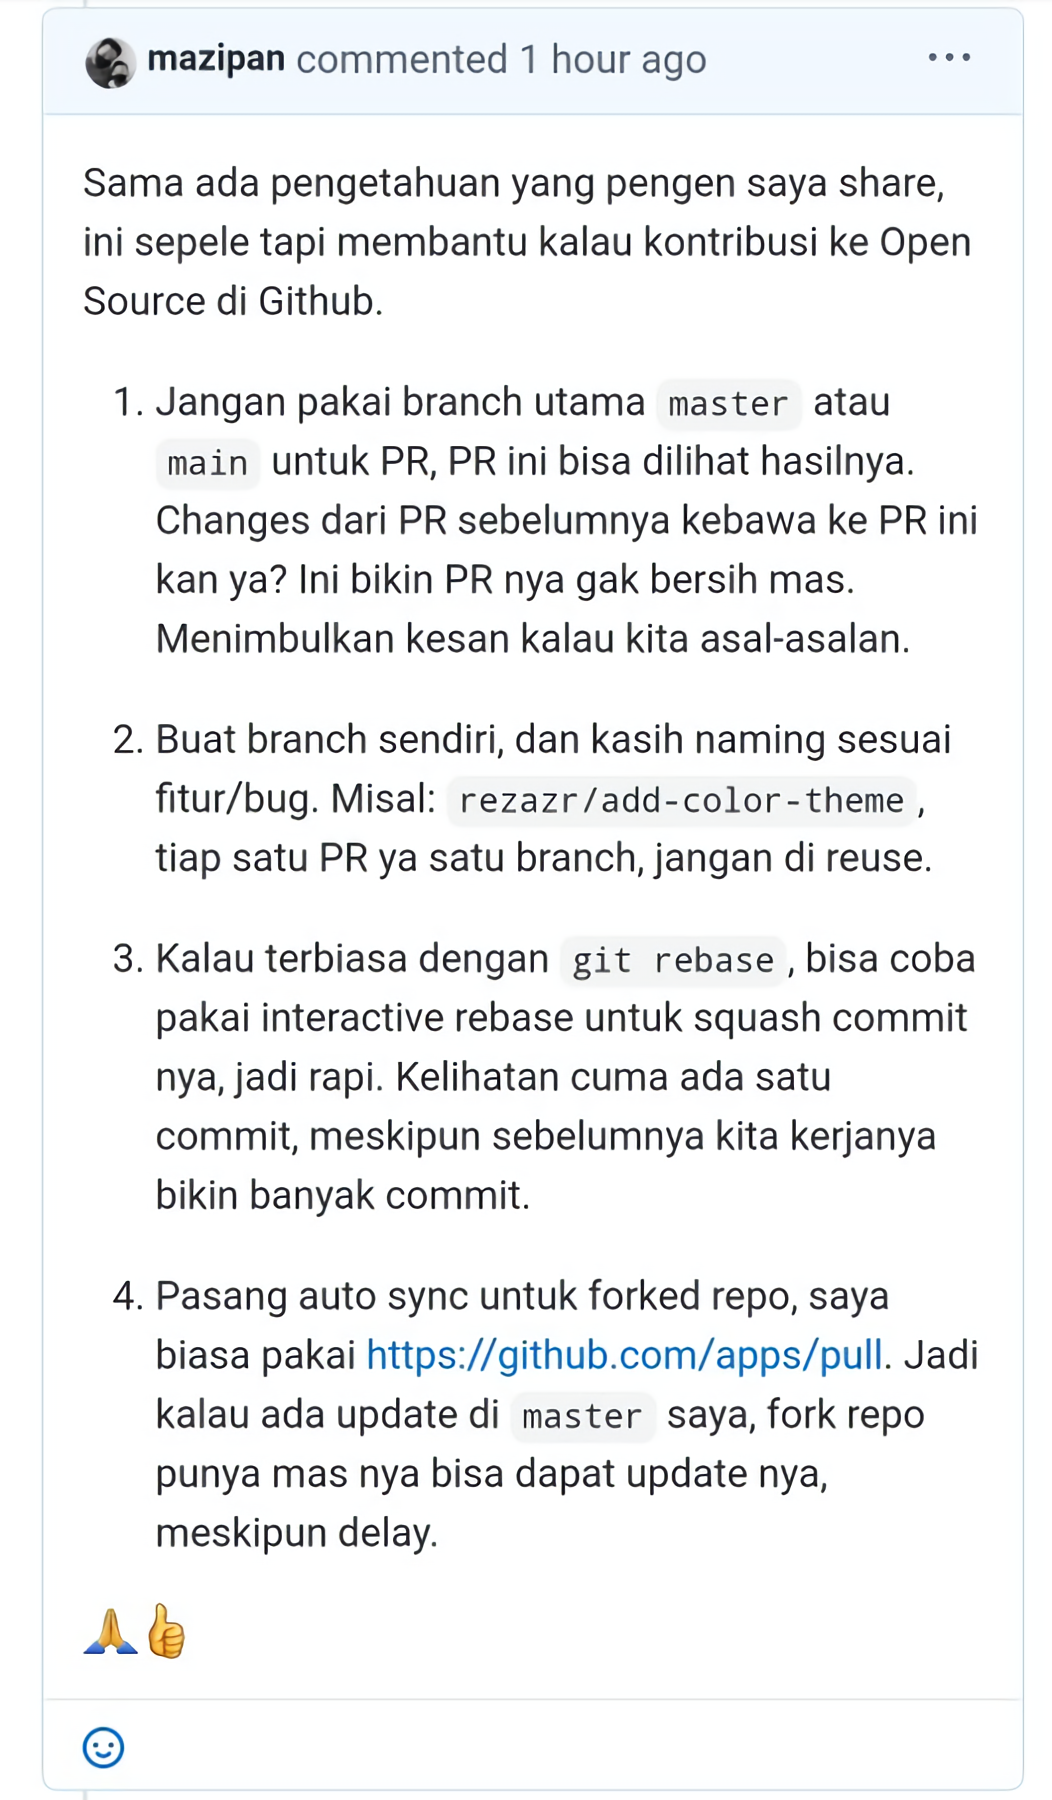 mazipan commented 1 hour ago
Sama ada pengetahuan yang pengen saya share,
ini sepele tapi membantu kalau kontribusi ke Open
Source di Github.
1. Jangan pakai branch utama master atau
main untuk PR, PR ini bisa dilihat hasilnya.
Changes dari PR sebelumnya kebawa ke PR ini
kan ya? Ini bikin PR nya gak bersih mas.
Menimbulkan kesan kalau kita asal-asalan.
2. Buat branch sendiri, dan kasih naming sesuai
fitur/bug. Misal: rezazr/add-color-theme,
tiap satu PR ya satu branch, jangan di reuse.
3. Kalau terbiasa dengan git rebase, bisa coba
pakai interactive rebase untuk squash commit
nya, jadi rapi. Kelihatan cuma ada satu
commit, meskipun sebelumnya kita kerjanya
bikin banyak commit.
4. Pasang auto sync untuk forked repo, saya
biasa pakai https://github.com/apps/pull. Jadi
kalau ada update di master saya, fork repo
punya mas nya bisa dapat update nya,
meskipun delay.
🙏👍